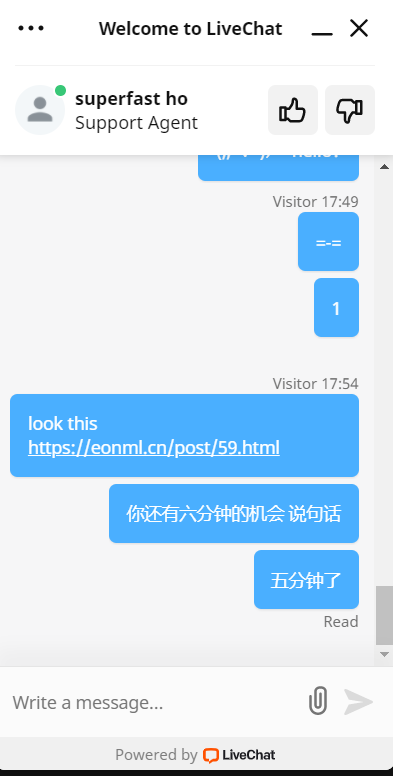 Welcome to LiveChat
superfast ho
Support Agent
Visitor 17:49
=-=
1
Visitor 17:54
look this
https://eonml.cn/post/59.html
你还有六分钟的机会 说句话
五分钟了
Read
Write a message...
Powered by LiveChat